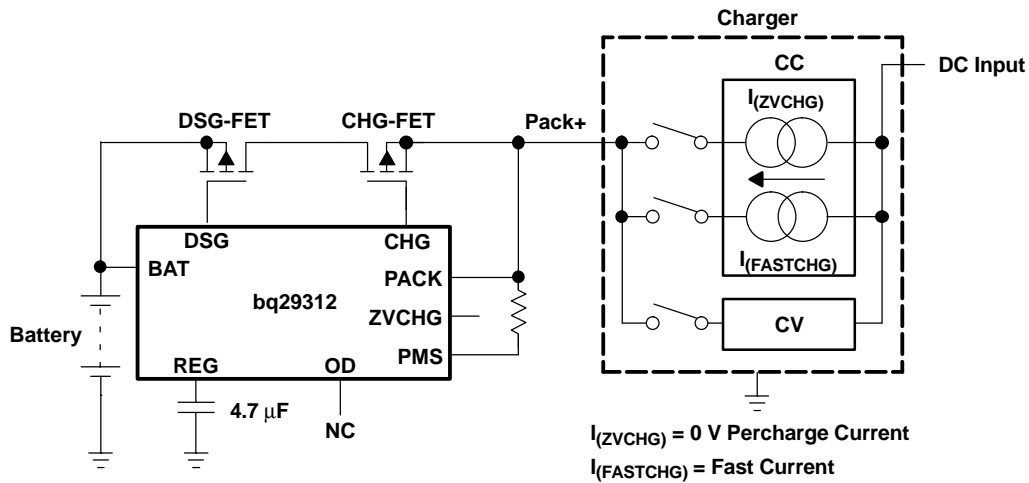 Charger
CC
DC Input
I(ZVCHG)
DSG-FET
CHG-FET
Pack+
I(FASTCHG)
DSG
CHG
BAT
PACK
bq29312
ZVCHG
CV
Battery
PMS
REG
OD
4.7 μF
NC
I(ZVCHG) = 0 V Percharge Current
I(FASTCHG) = Fast Current